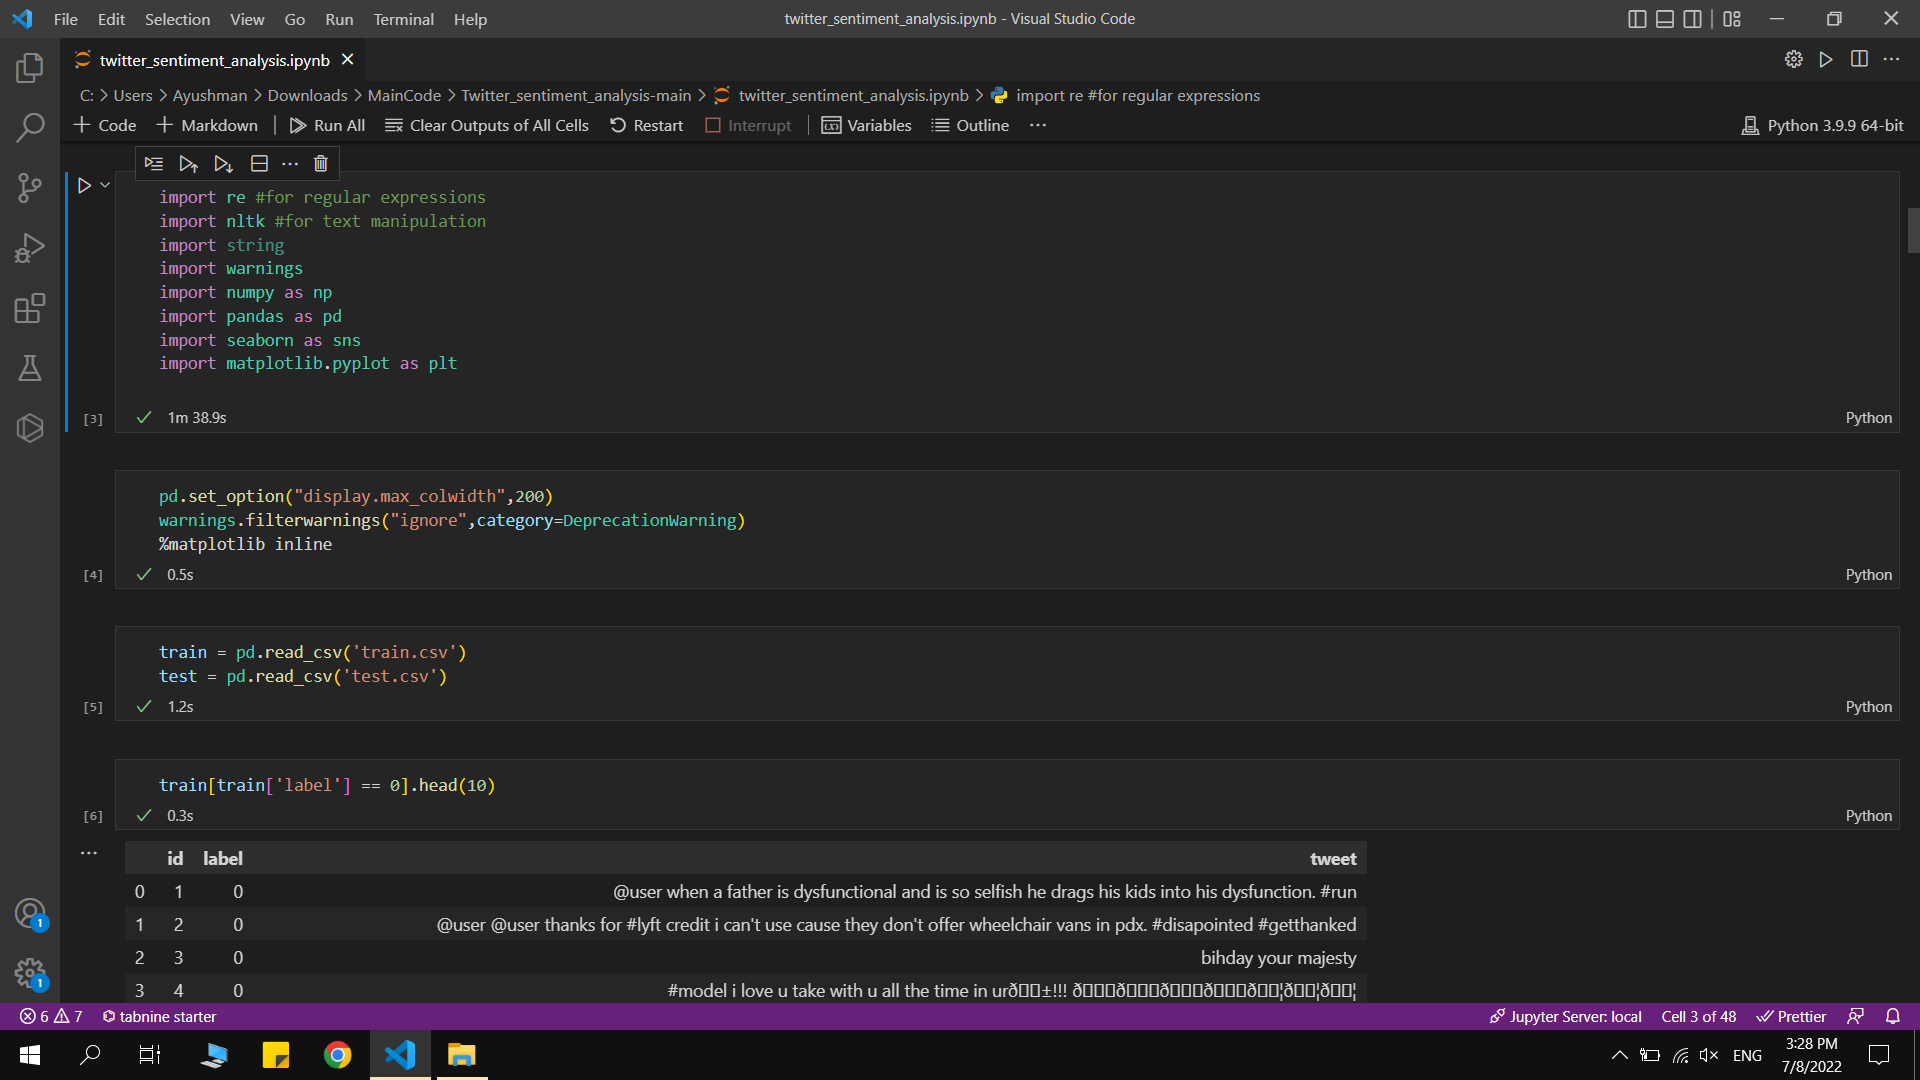 File Edit Selection View Go Run Terminal Help
twitter_sentiment_analysis.ipynb - Visual Studio Code
twitter_sentiment_analysis.ipynb
C: > Users > Ayushman > Downloads > MainCode > Twitter_sentiment_analysis-main > twitter_sentiment_analysis.ipynb > import re #for regular expressions
+ Code + Markdown Run All Clear Outputs of All Cells Restart Interrupt Variables Outline ... Python 3.9.9 64-bit
import re #for regular expressions
import nltk #for text manipulation
import string
import warnings
import numpy as np
import pandas as pd
import seaborn as sns
import matplotlib.pyplot as plt
[3] 1m 38.9s Python
pd.set_option("display.max_colwidth",200)
warnings.filterwarnings("ignore",category=DeprecationWarning)
%matplotlib inline
[4] 0.5s Python
train = pd.read_csv('train.csv')
test = pd.read_csv('test.csv')
[5] 1.2s Python
train[train['label'] == 0].head(10)
[6] 0.3s Python
id label tweet
0 1 0 @user when a father is dysfunctional and is so selfish he drags his kids into his dysfunction. #run
1 2 0 @user @user thanks for #lyft credit i can't use cause they don't offer wheelchair vans in pdx. #disapointed #getthanked
2 3 0 bihday your majesty
3 4 0 #model i love u take with u all the time in urð□□±!!! ð□□□ð□□□ð□□□ð□□□ð□□¦ð□□¦ð□□¦
1
1
6 7 tabnine starter
Jupyter Server: local Cell 3 of 48 Prettier
ENG
3:28 PM
7/8/2022